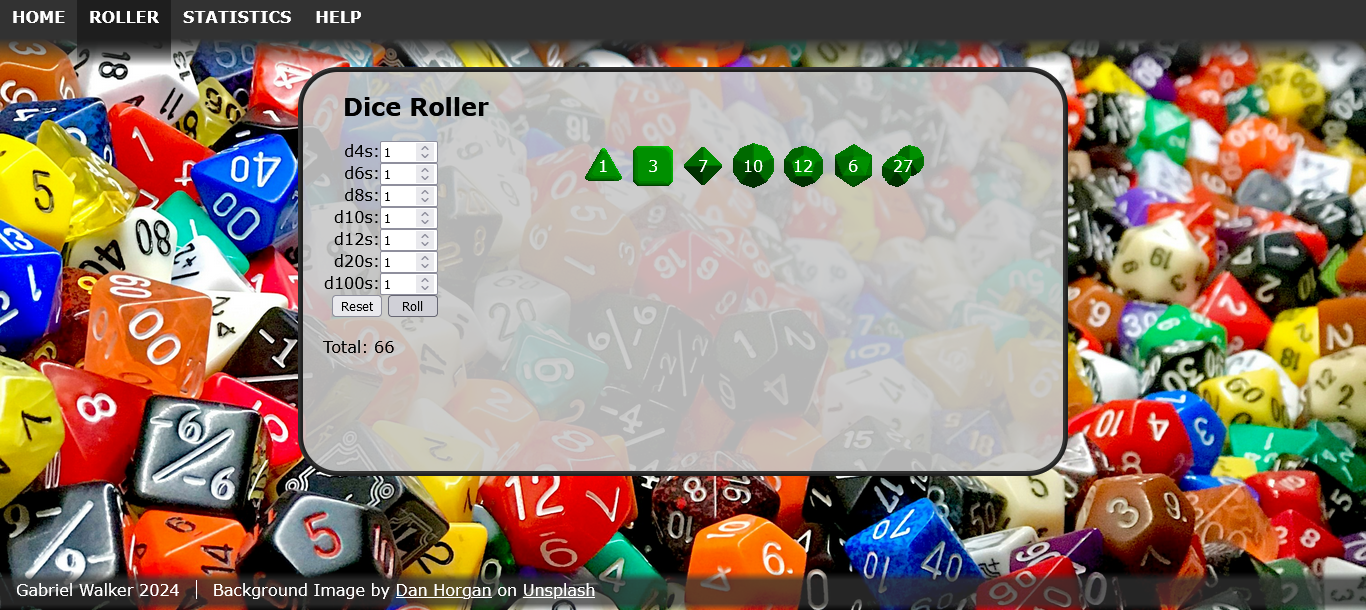 HOME ROLLER STATISTICS HELP
Dice Roller
d4s: 1
d6s: 1
d8s: 1
d10s: 1
d12s: 1
d20s: 1
d100s: 1
1 3 7 10 12 6 27
Reset Roll
Total: 66
Gabriel Walker 2024 | Background Image by Dan Horgan on Unsplash